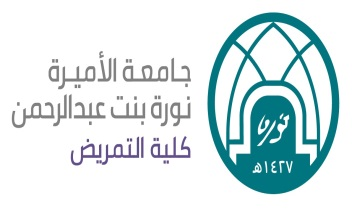 جامعة الأميرة
نورة بنت عبدالرحمن
كلية التمريض
نورة
١٤٢٧هـ